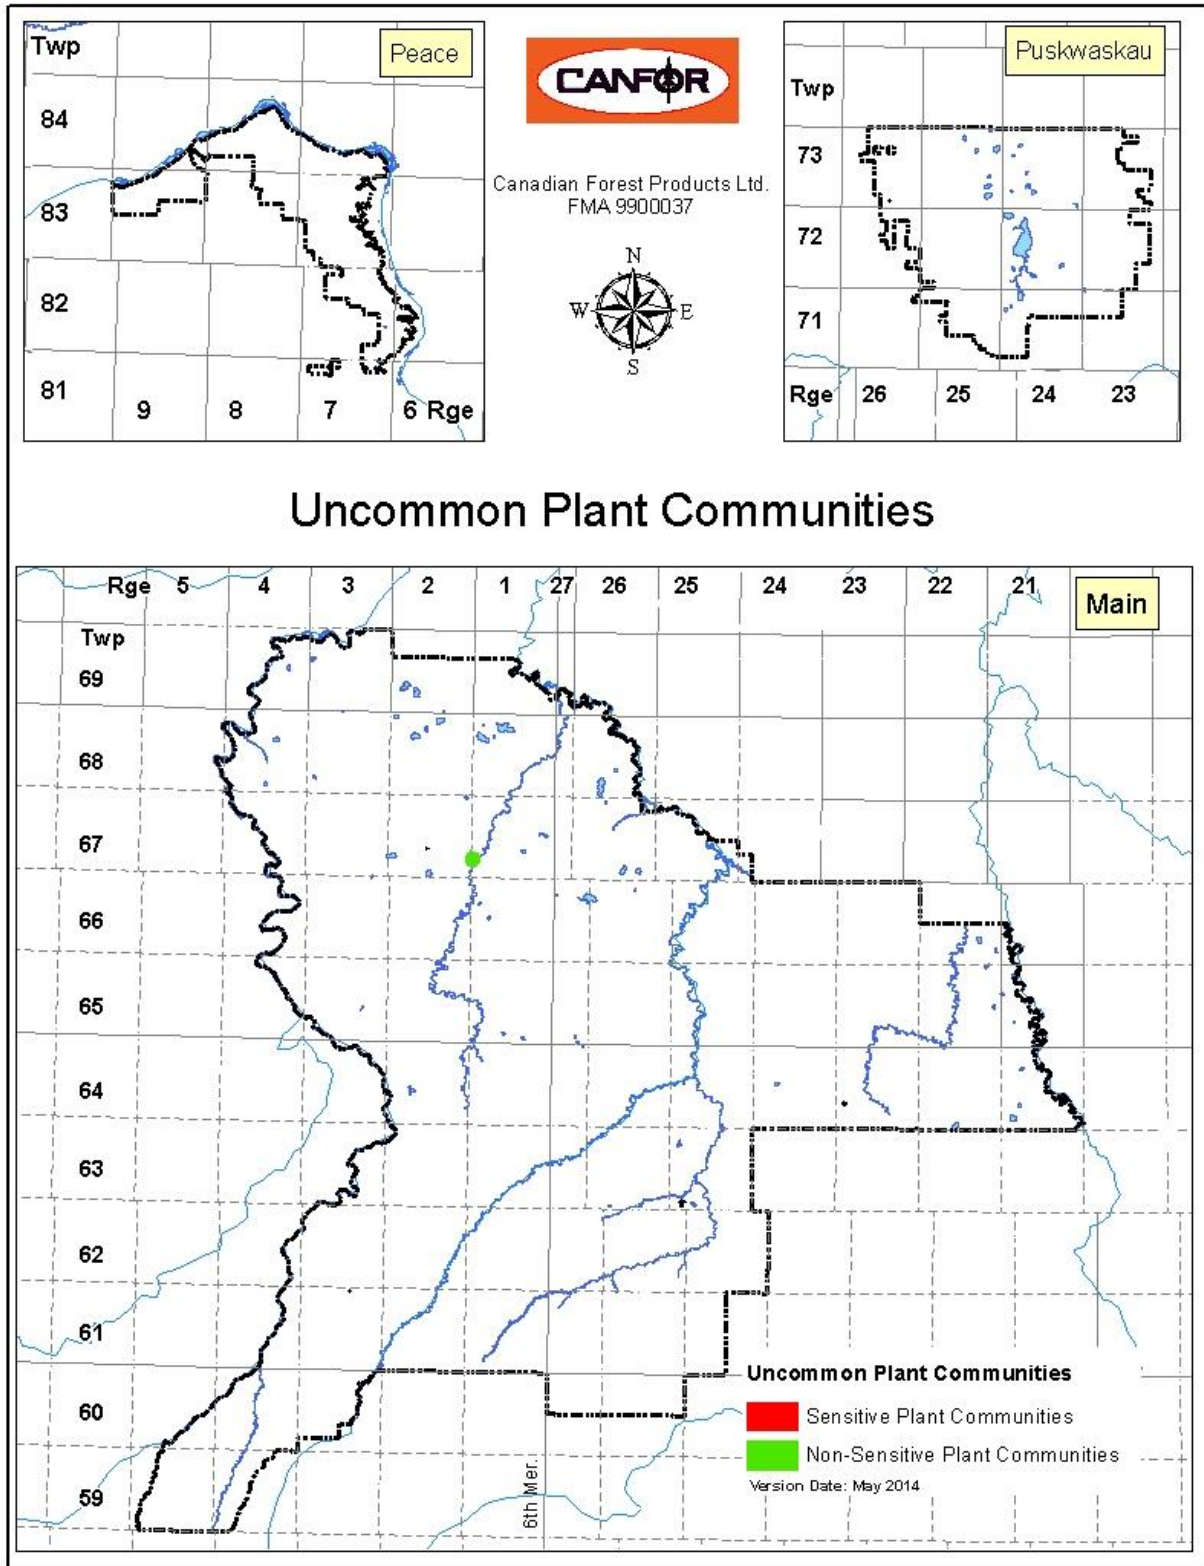 Twp
Peace
84
83
82
81
9 8 7 6 Rge
CANFOR
Canadian Forest Products Ltd.
FMA 9900037
N
W E
S
Puskwaskau
Twp
73
72
71
Rge 26 25 24 23
Uncommon Plant Communities
Rge 5 4 3 2 1 27 26 25 24 23 22 21
Main
Twp
69
68
67
66
65
64
63
62
61
60
59
6th Mer.
Uncommon Plant Communities
Sensitive Plant Communities
Non-Sensitive Plant Communities
Version Date: May 2014